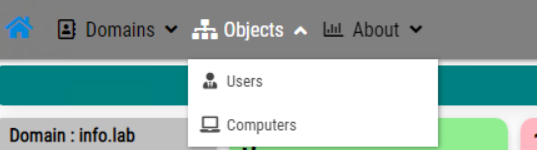 Domains Objects About
Users
Computers
Domain : info.lab